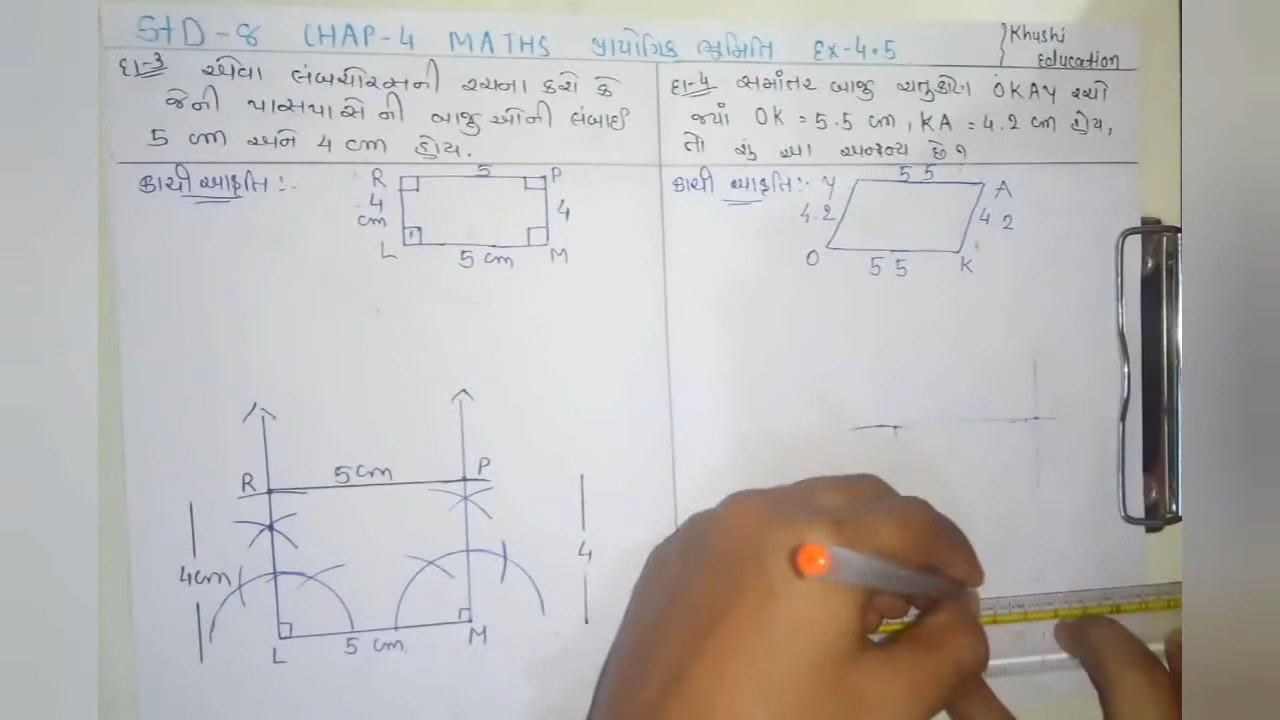 STD-8 CHAP-4 MATHS પ્રાયોગિક ભૂમિતિ Ex-4.5
Khushi
Education
દા-૩ એવા લંબચોરસની રચના કરો કે
જેની પાસપાસેની બાજુઓની લંબાઈ
5 cm અને 4 cm હોય.
કાચી આકૃતિ :-
R 5 P
4
cm
4
L 5 cm M
R 5cm P
4cm
4
L 5 cm. M
દા-૪ સમાંતર બાજુ ચતુષ્કોણ OKAY રચો
જ્યાં OK = 5.5 cm, KA = 4.2 cm હોય,
તો શું આ અનન્ય છે ?
કાચી આકૃતિ :- Y 5 5 A
4.2 4 2
O 5 5 K